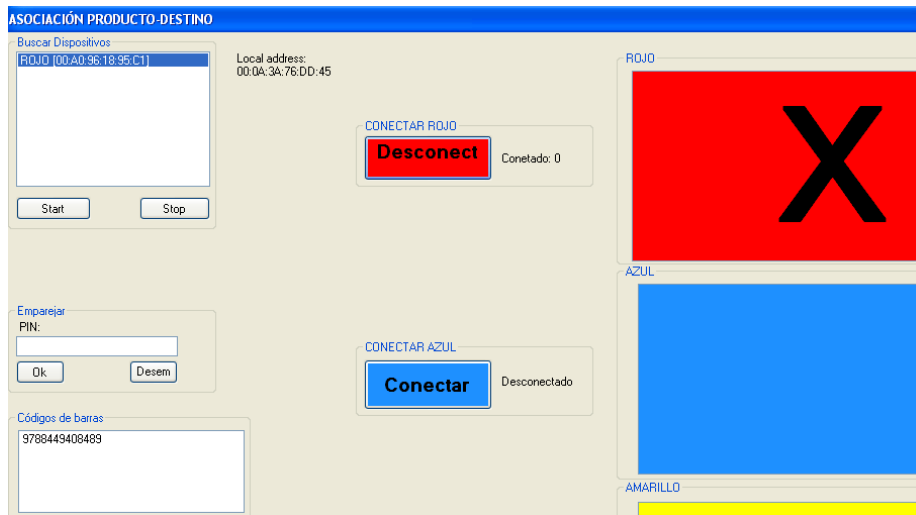 ASOCIACIÓN PRODUCTO-DESTINO
Buscar Dispositivos
ROJO [00:A0:96:18:95:C1]
Start
Stop
Local address:
00:0A:3A:76:DD:45
CONECTAR ROJO
Desconect
Conetado: 0
ROJO
X
Emparejar
PIN:
Ok
Desem
CONECTAR AZUL
Conectar
Desconectado
AZUL
Códigos de barras
9788449408489
AMARILLO